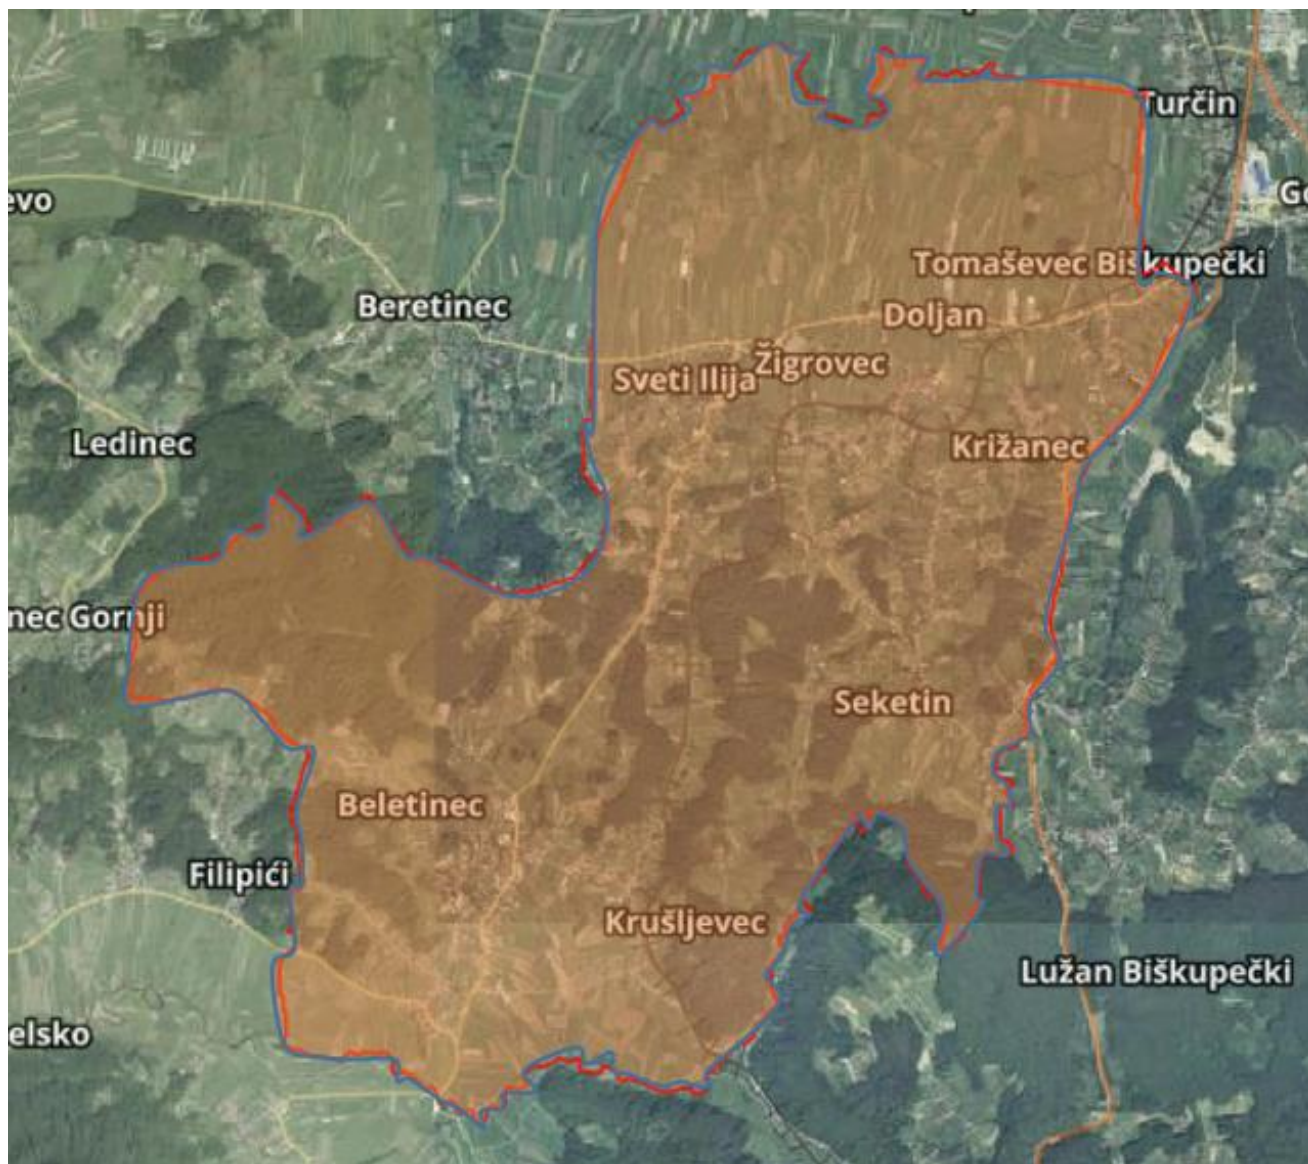 Turčin
evo
Tomaševec Biškupečki
Beretinec
Doljan
Žigrovec
Sveti Ilija
Ledinec
Križanec
nec Gornji
Seketin
Beletinec
Filipići
Krušljevec
Lužan Biškupečki
elsko